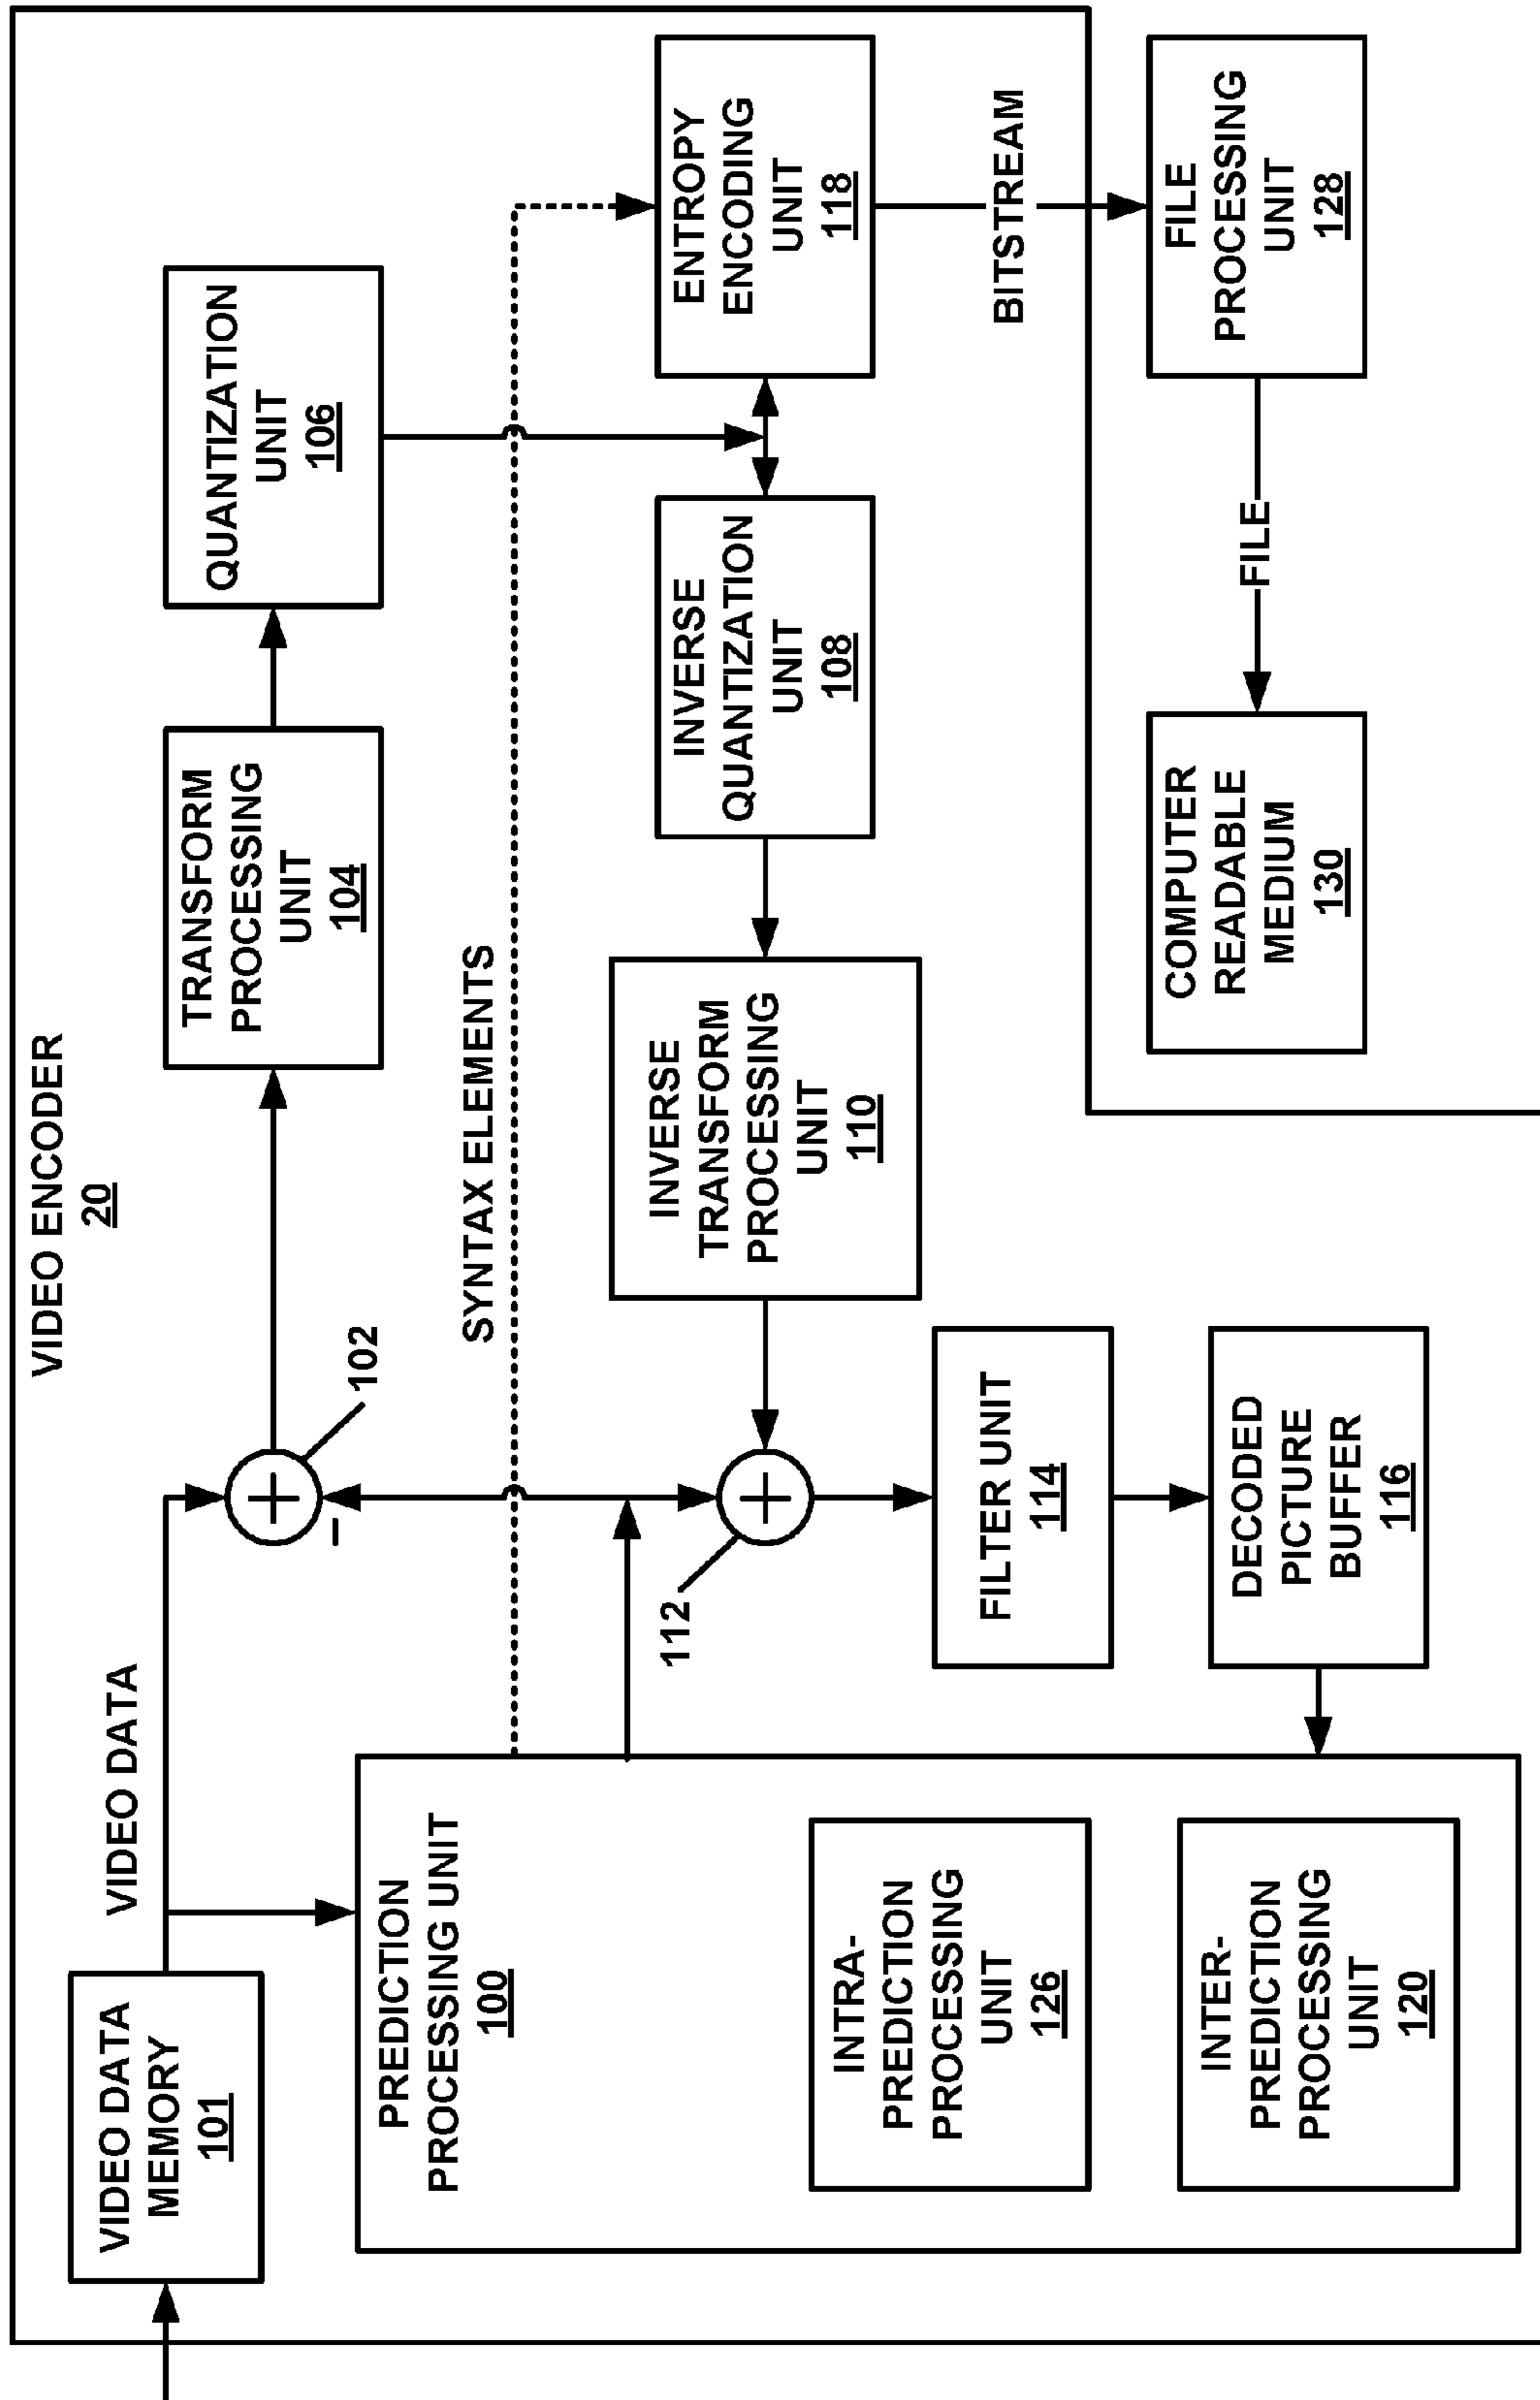 VIDEO ENCODER
20
VIDEO DATA
MEMORY
101
VIDEO DATA
102
-
TRANSFORM
PROCESSING
UNIT
104
QUANTIZATION
UNIT
106
PREDICTION
PROCESSING UNIT
100
SYNTAX ELEMENTS
112
INVERSE
TRANSFORM
PROCESSING
UNIT
110
INVERSE
QUANTIZATION
UNIT
108
ENTROPY
ENCODING
UNIT
118
INTRA-
PREDICTION
PROCESSING
UNIT
126
FILTER UNIT
114
BITSTREAM
INTER-
PREDICTION
PROCESSING
UNIT
120
DECODED
PICTURE
BUFFER
116
COMPUTER
READABLE
MEDIUM
130
FILE
FILE
PROCESSING
UNIT
128